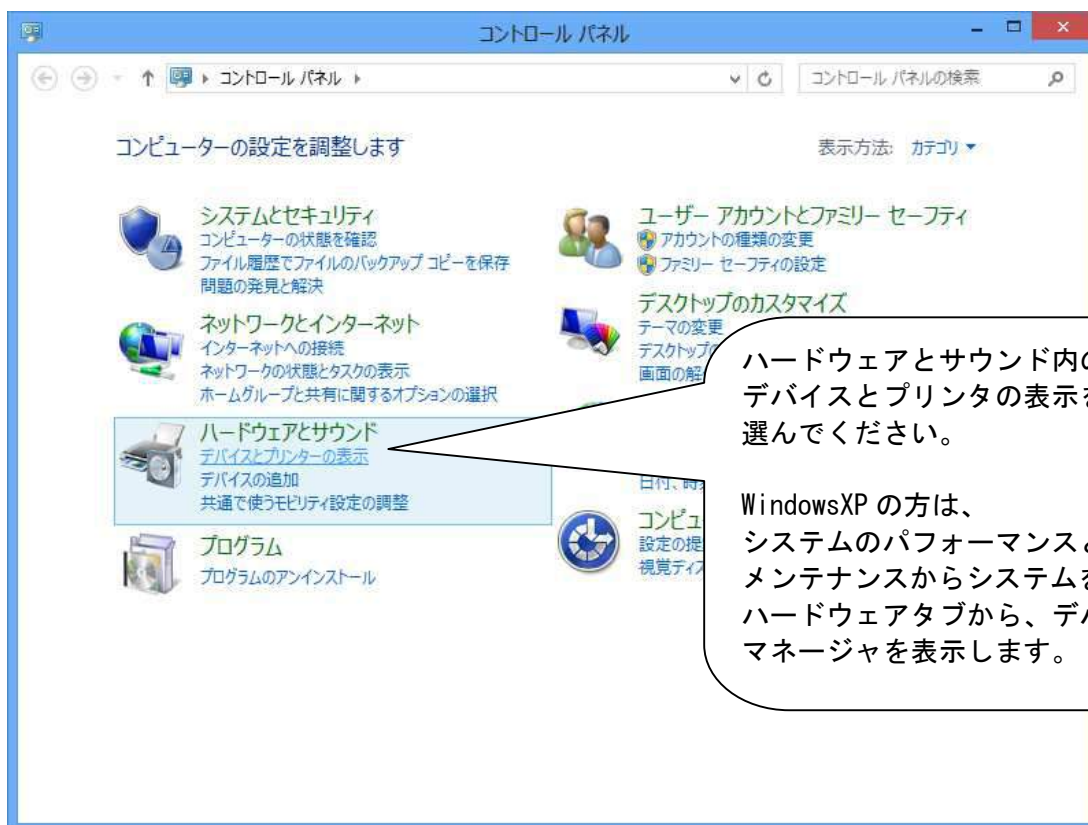 コントロール パネル
コントロール パネル
コントロール パネルの検索
コンピューターの設定を調整します
表示方法: カテゴリ
システムとセキュリティ
コンピューターの状態を確認
ファイル履歴でファイルのバックアップ コピーを保存
問題の発見と解決
ネットワークとインターネット
インターネットへの接続
ネットワークの状態とタスクの表示
ホームグループと共有に関するオプションの選択
ハードウェアとサウンド
デバイスとプリンターの表示
デバイスの追加
共通で使うモビリティ設定の調整
プログラム
プログラムのアンインストール
ユーザー アカウントとファミリー セーフティ
アカウントの種類の変更
ファミリー セーフティの設定
デスクトップのカスタマイズ
テーマの変更
デスクトップ
画面の解
日付、時
コンピュ
設定の提
視覚ディス
ハードウェアとサウンド内の
デバイスとプリンタの表示を
選んでください。
WindowsXP の方は、
システムのパフォーマンスと
メンテナンスからシステムを
ハードウェアタブから、デバ
マネージャを表示します。